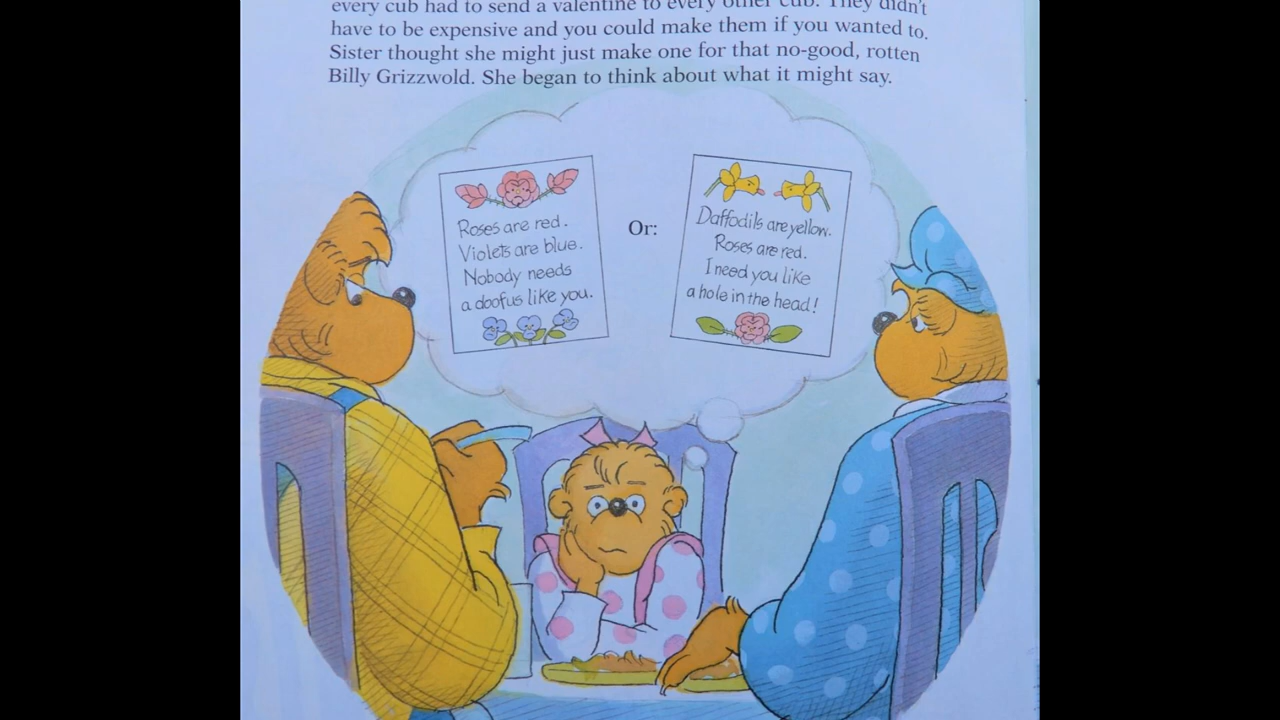 every cub had to send a valentine to every other cub. They didn't
have to be expensive and you could make them if you wanted to.
Sister thought she might just make one for that no-good, rotten
Billy Grizzwold. She began to think about what it might say.
Roses are red.
Violets are blue.
Nobody needs
a doofus like you.
Or:
Daffodils are yellow.
Roses are red.
I need you like
a hole in the head!